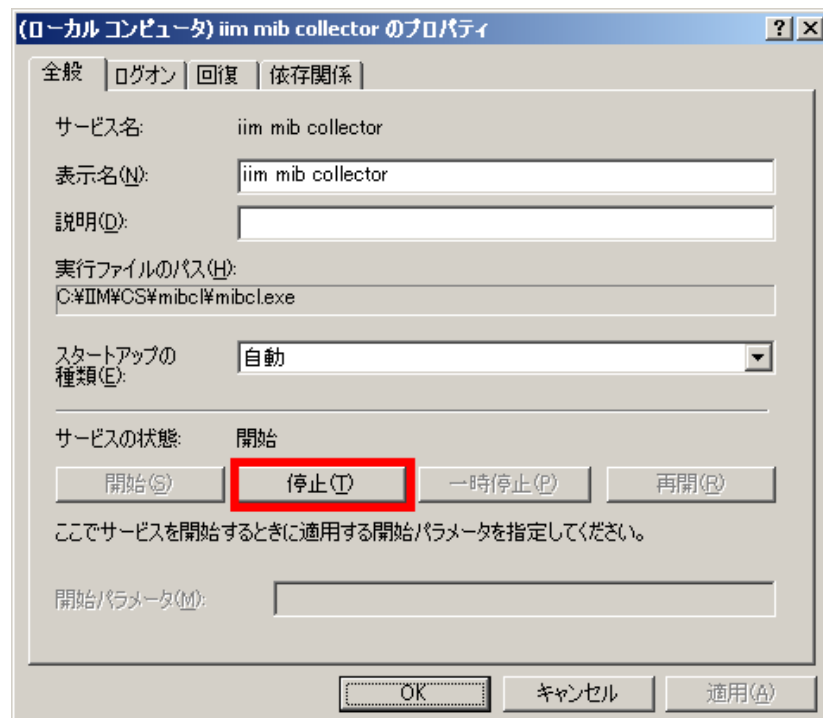 (ローカル コンピュータ) iim mib collector のプロパティ
全般 ログオン 回復 依存関係
サービス名: iim mib collector
表示名(N): iim mib collector
説明(D):
実行ファイルのパス(H):
C:¥IIM¥CS¥mibcl¥mibcl.exe
スタートアップの
種類(E): 自動
サービスの状態: 開始
開始(S) 停止(T) 一時停止(P) 再開(R)
ここでサービスを開始するときに適用する開始パラメータを指定してください。
開始パラメータ(M):
OK キャンセル 適用(A)